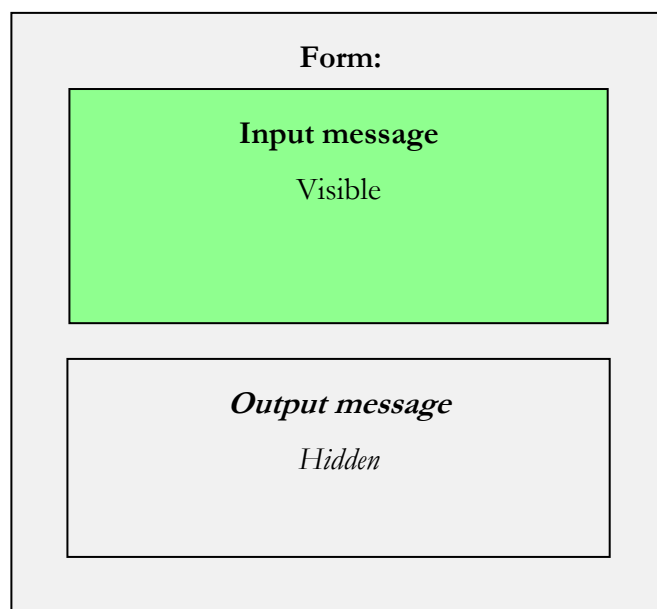 Form:
Input message
Visible
Output message
Hidden